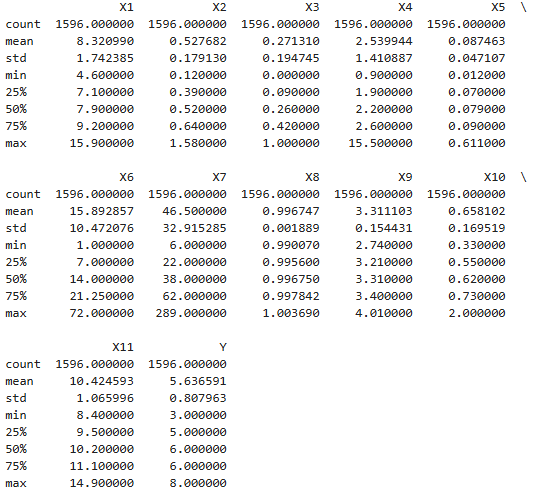 X1           X2           X3           X4           X5  \
count  1596.000000  1596.000000  1596.000000  1596.000000  1596.000000
mean      8.320990     0.527682     0.271310     2.539944     0.087463
std       1.742385     0.179130     0.194745     1.410887     0.047107
min       4.600000     0.120000     0.000000     0.900000     0.012000
25%       7.100000     0.390000     0.090000     1.900000     0.070000
50%       7.900000     0.520000     0.260000     2.200000     0.079000
75%       9.200000     0.640000     0.420000     2.600000     0.090000
max      15.900000     1.580000     1.000000    15.500000     0.611000
                X6           X7           X8           X9          X10  \
count  1596.000000  1596.000000  1596.000000  1596.000000  1596.000000
mean     15.892857    46.500000     0.996747     3.311103     0.658102
std      10.472076    32.915285     0.001889     0.154431     0.169519
min       1.000000     6.000000     0.990070     2.740000     0.330000
25%       7.000000    22.000000     0.995600     3.210000     0.550000
50%      14.000000    38.000000     0.996750     3.310000     0.620000
75%      21.250000    62.000000     0.997842     3.400000     0.730000
max      72.000000   289.000000     1.003690     4.010000     2.000000
               X11            Y
count  1596.000000  1596.000000
mean     10.424593     5.636591
std       1.065996     0.807963
min       8.400000     3.000000
25%       9.500000     5.000000
50%      10.200000     6.000000
75%      11.100000     6.000000
max      14.900000     8.000000